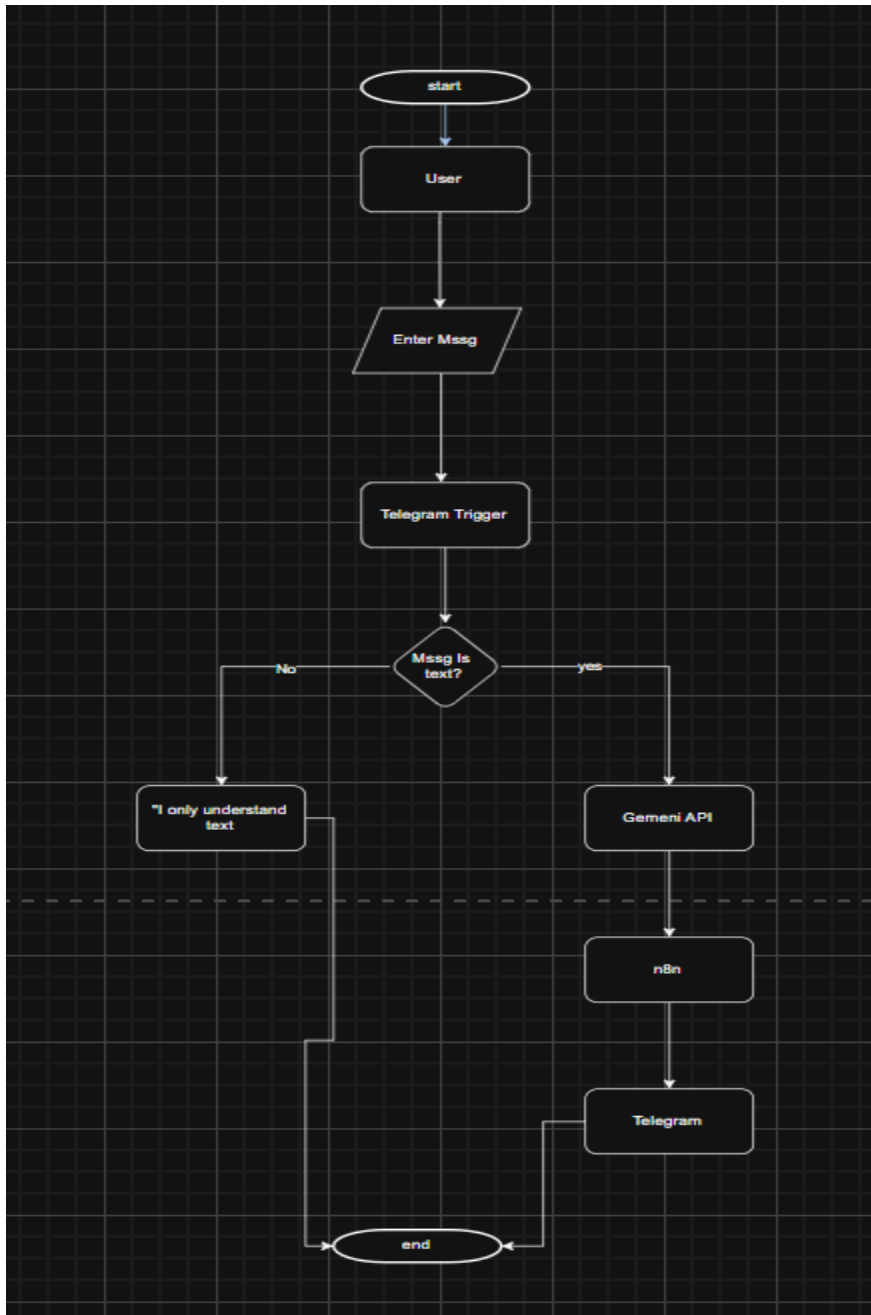 start
User
Enter Mssg
Telegram Trigger
Mssg Is
text?
No
yes
"I only understand
text
Gemeni API
n8n
Telegram
end